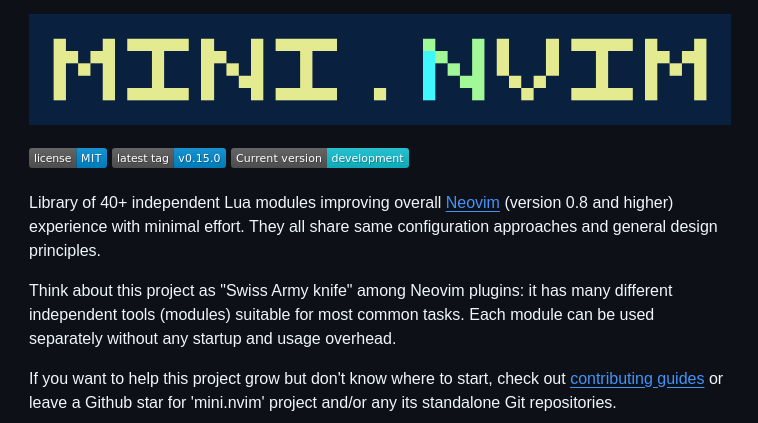 MINI.NVIM
license MIT latest tag v0.15.0 Current version development
Library of 40+ independent Lua modules improving overall Neovim (version 0.8 and higher)
experience with minimal effort. They all share same configuration approaches and general design
principles.
Think about this project as "Swiss Army knife" among Neovim plugins: it has many different
independent tools (modules) suitable for most common tasks. Each module can be used
separately without any startup and usage overhead.
If you want to help this project grow but don't know where to start, check out contributing guides or
leave a Github star for 'mini.nvim' project and/or any its standalone Git repositories.